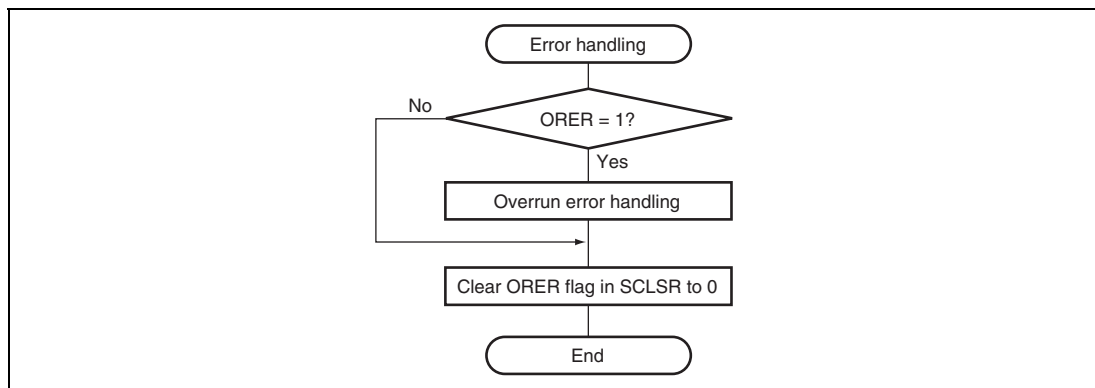 Error handling
No
ORER = 1?
Yes
Overrun error handling
Clear ORER flag in SCLSR to 0
End